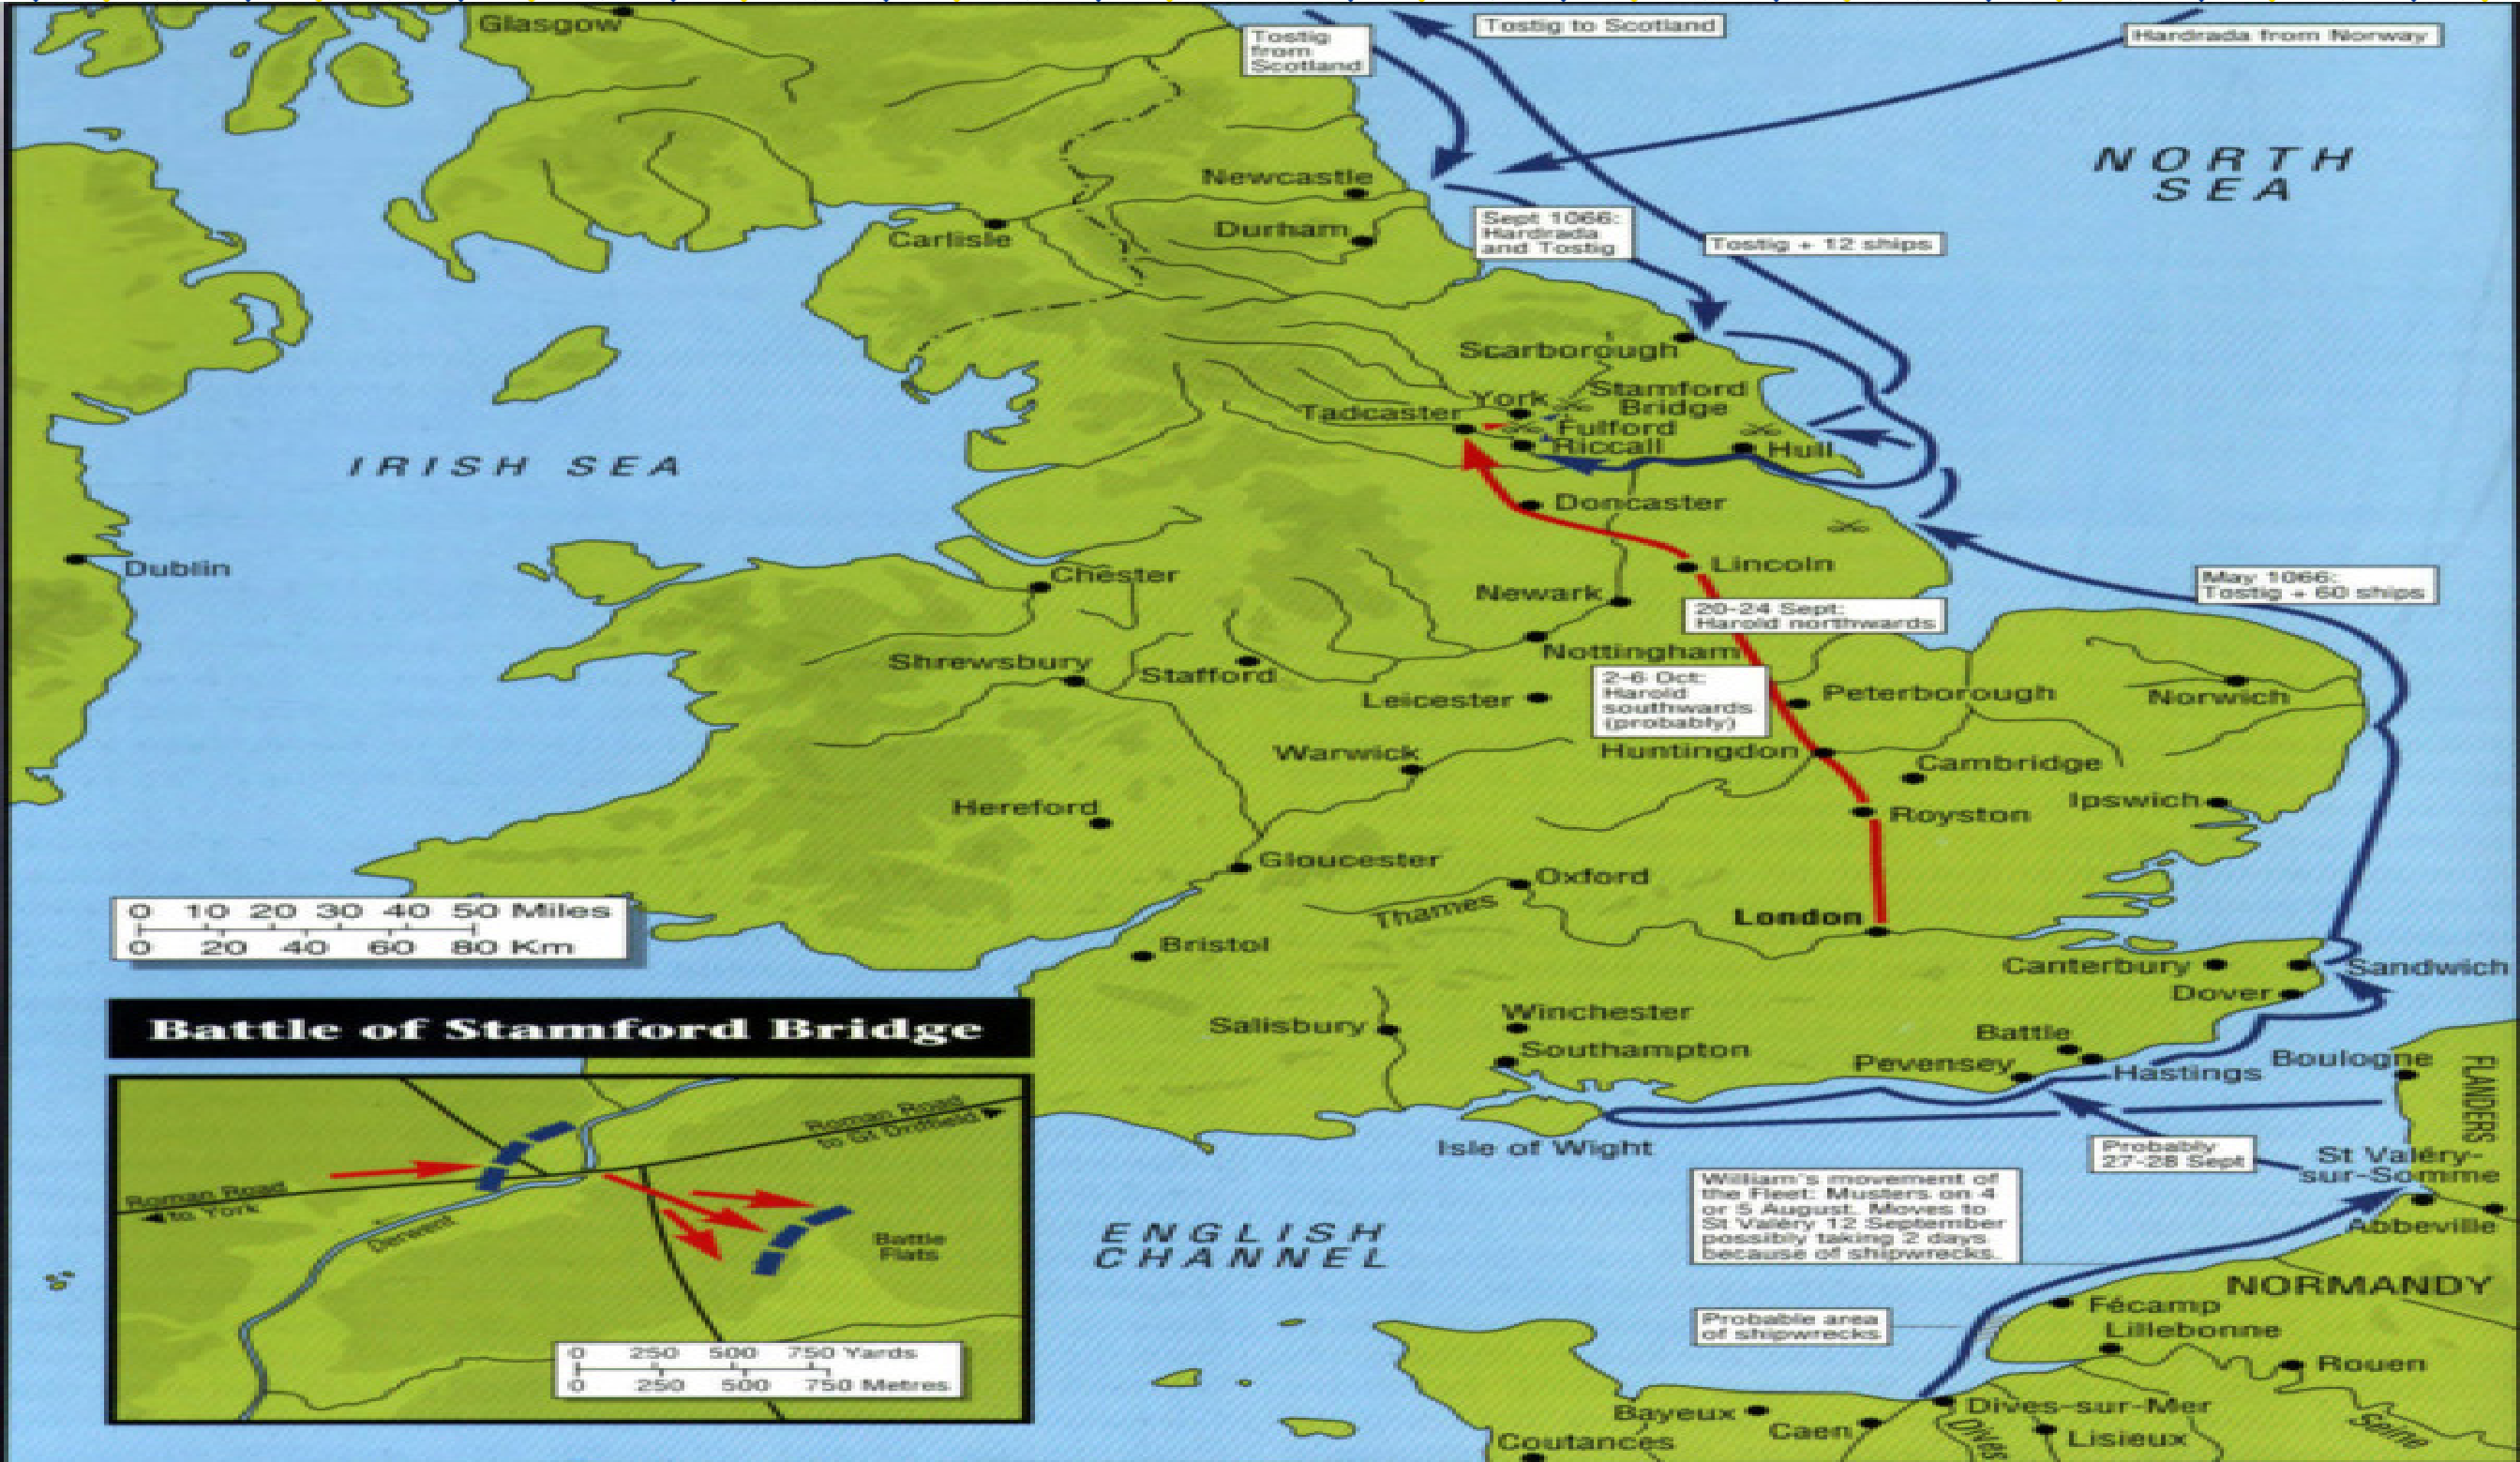 Glasgow
Tostig
from
Scotland
Tostig to Scotland
Hardrada from Norway
NORTH
SEA
Newcastle
Carlisle
Durham
Sept 1066:
Hardrada
and Tostig
Tostig + 12 ships
Scarborough
York
Stamford
Bridge
Tadcaster
Fulford
Riccall
Hull
IRISH SEA
Doncaster
Dublin
Chester
Lincoln
Newark
May 1066:
Tostig + 60 ships
20-24 Sept:
Harold northwards
Nottingham
Shrewsbury
Stafford
2-6 Oct:
Harold
southwards
(probably)
Leicester
Peterborough
Norwich
Warwick
Huntingdon
Cambridge
Hereford
Ipswich
Royston
Gloucester
Oxford
Thames
London
0 10 20 30 40 50 Miles
0 20 40 60 80 Km
Bristol
Canterbury
Sandwich
Dover
Salisbury
Winchester
Southampton
Battle
Pevensey
Hastings
Boulogne
FLANDERS
Isle of Wight
Probably
27-28 Sept
St Valéry-
sur-Somme
Abbeville
William's movement of
the Fleet: Musters on 4
or 5 August. Moves to
St Valéry 12 September
possibly taking 2 days
because of shipwrecks.
ENGLISH
CHANNEL
NORMANDY
Probable area
of shipwrecks
Fécamp
Lillebonne
Rouen
Bayeux
Caen
Dives-sur-Mer
Dives
Lisieux
Seine
Coutances
Battle of Stamford Bridge
Roman Road
to Gt Driffield
Roman Road
to York
Derwent
Battle
Flats
0 250 500 750 Yards
0 250 500 750 Metres